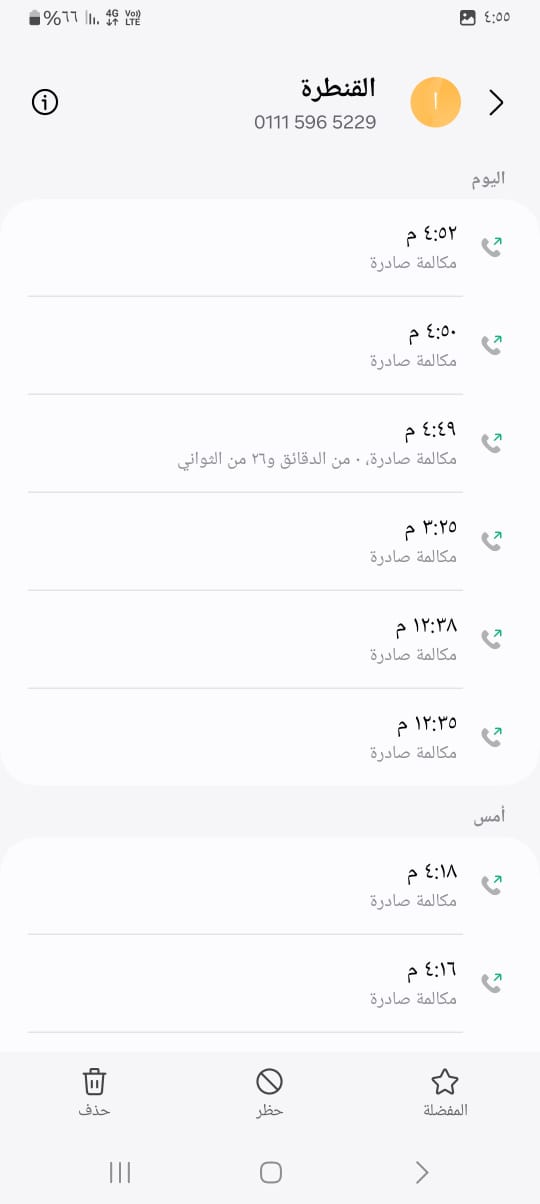 ٤:٥٥
%٦٦ 4G Vo)) LTE
القنطرة
أ
0111 596 5229
اليوم
٤:٥٢ م
مكالمة صادرة
٤:٥٠ م
مكالمة صادرة
٤:٤٩ م
مكالمة صادرة، ٠ من الدقائق و٢٦ من الثواني
٣:٢٥ م
مكالمة صادرة
١٢:٣٨ م
مكالمة صادرة
١٢:٣٥ م
مكالمة صادرة
أمس
٤:١٨ م
مكالمة صادرة
٤:١٦ م
مكالمة صادرة
المفضلة
حظر
حذف